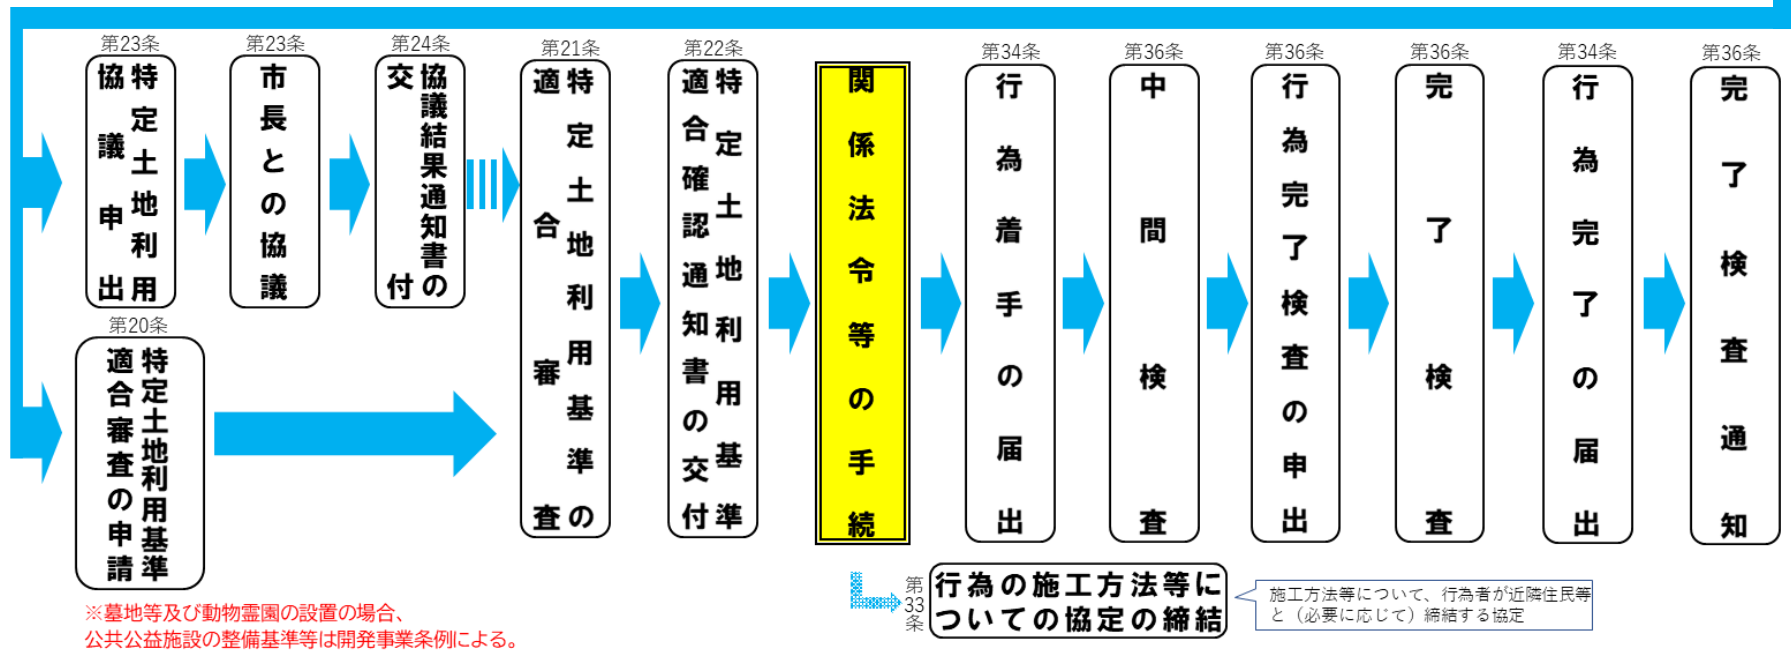 第23条
特定土地利用
協議申出
第23条
市長との協議
第24条
協議結果通知書の
交付
第20条
特定土地利用基準
適合審査の申請
第21条
特定土地利用基準の
適合審査
第22条
特定土地利用基準
適合確認通知書の交付
関係法令等の手続
第34条
行為着手の届出
第36条
中間検査
第36条
行為完了検査の申出
第36条
完了検査
第34条
行為完了の届出
第36条
完了検査通知
第33条
行為の施工方法等に
ついての協定の締結
施工方法等について、行為者が近隣住民等
と（必要に応じて）締結する協定
※墓地等及び動物霊園の設置の場合、
公共公益施設の整備基準等は開発事業条例による。